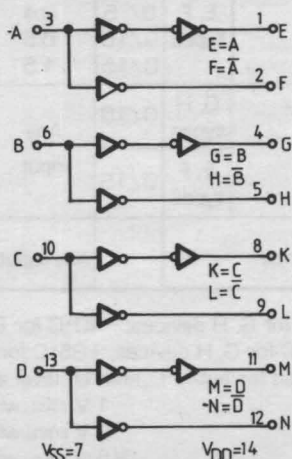 -A 3 1 E
E=A
F=A̅
2 F
B 6 4 G
G=B
H=B̅
5 H
C 10 8 K
K=C
L=C̅
9 L
D 13 11 M
M=D
-N=D̅
12 N
VSS=7 VDD=14